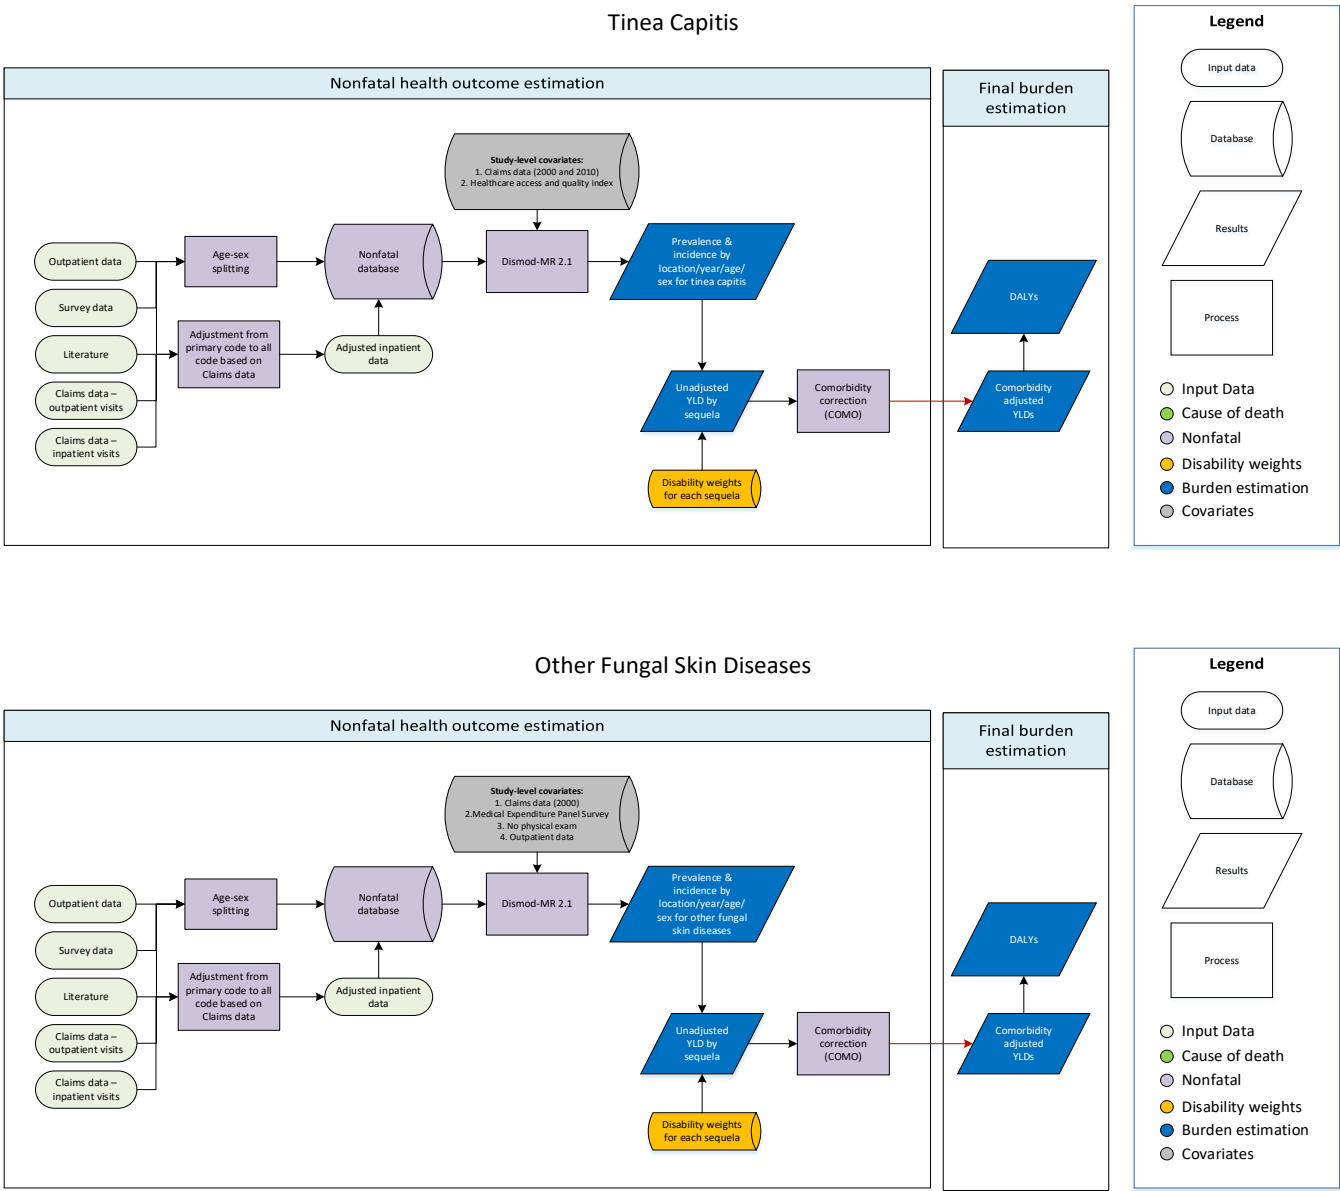 Tinea Capitis
Nonfatal health outcome estimation
Final burden
estimation
Study-level covariates:
1. Claims data (2000 and 2010)
2. Healthcare access and quality index
Outpatient data
Survey data
Literature
Claims data –
outpatient visits
Claims data –
inpatient visits
Age-sex
splitting
Adjustment from
primary code to all
code based on
Claims data
Nonfatal
database
Adjusted inpatient
data
Dismod-MR 2.1
Prevalence &
incidence by
location/year/age/
sex for tinea capitis
Unadjusted
YLD by
sequela
Disability weights
for each sequela
Comorbidity
correction
(COMO)
DALYs
Comorbidity
adjusted
YLDs
Legend
Input data
Database
Results
Process
Input Data
Cause of death
Nonfatal
Disability weights
Burden estimation
Covariates
Other Fungal Skin Diseases
Nonfatal health outcome estimation
Final burden
estimation
Study-level covariates:
1. Claims data (2000)
2.Medical Expenditure Panel Survey
3. No physical exam
4. Outpatient data
Outpatient data
Survey data
Literature
Claims data –
outpatient visits
Claims data –
inpatient visits
Age-sex
splitting
Adjustment from
primary code to all
code based on
Claims data
Nonfatal
database
Adjusted inpatient
data
Dismod-MR 2.1
Prevalence &
incidence by
location/year/age/
sex for other fungal
skin diseases
Unadjusted
YLD by
sequela
Disability weights
for each sequela
Comorbidity
correction
(COMO)
DALYs
Comorbidity
adjusted
YLDs
Legend
Input data
Database
Results
Process
Input Data
Cause of death
Nonfatal
Disability weights
Burden estimation
Covariates